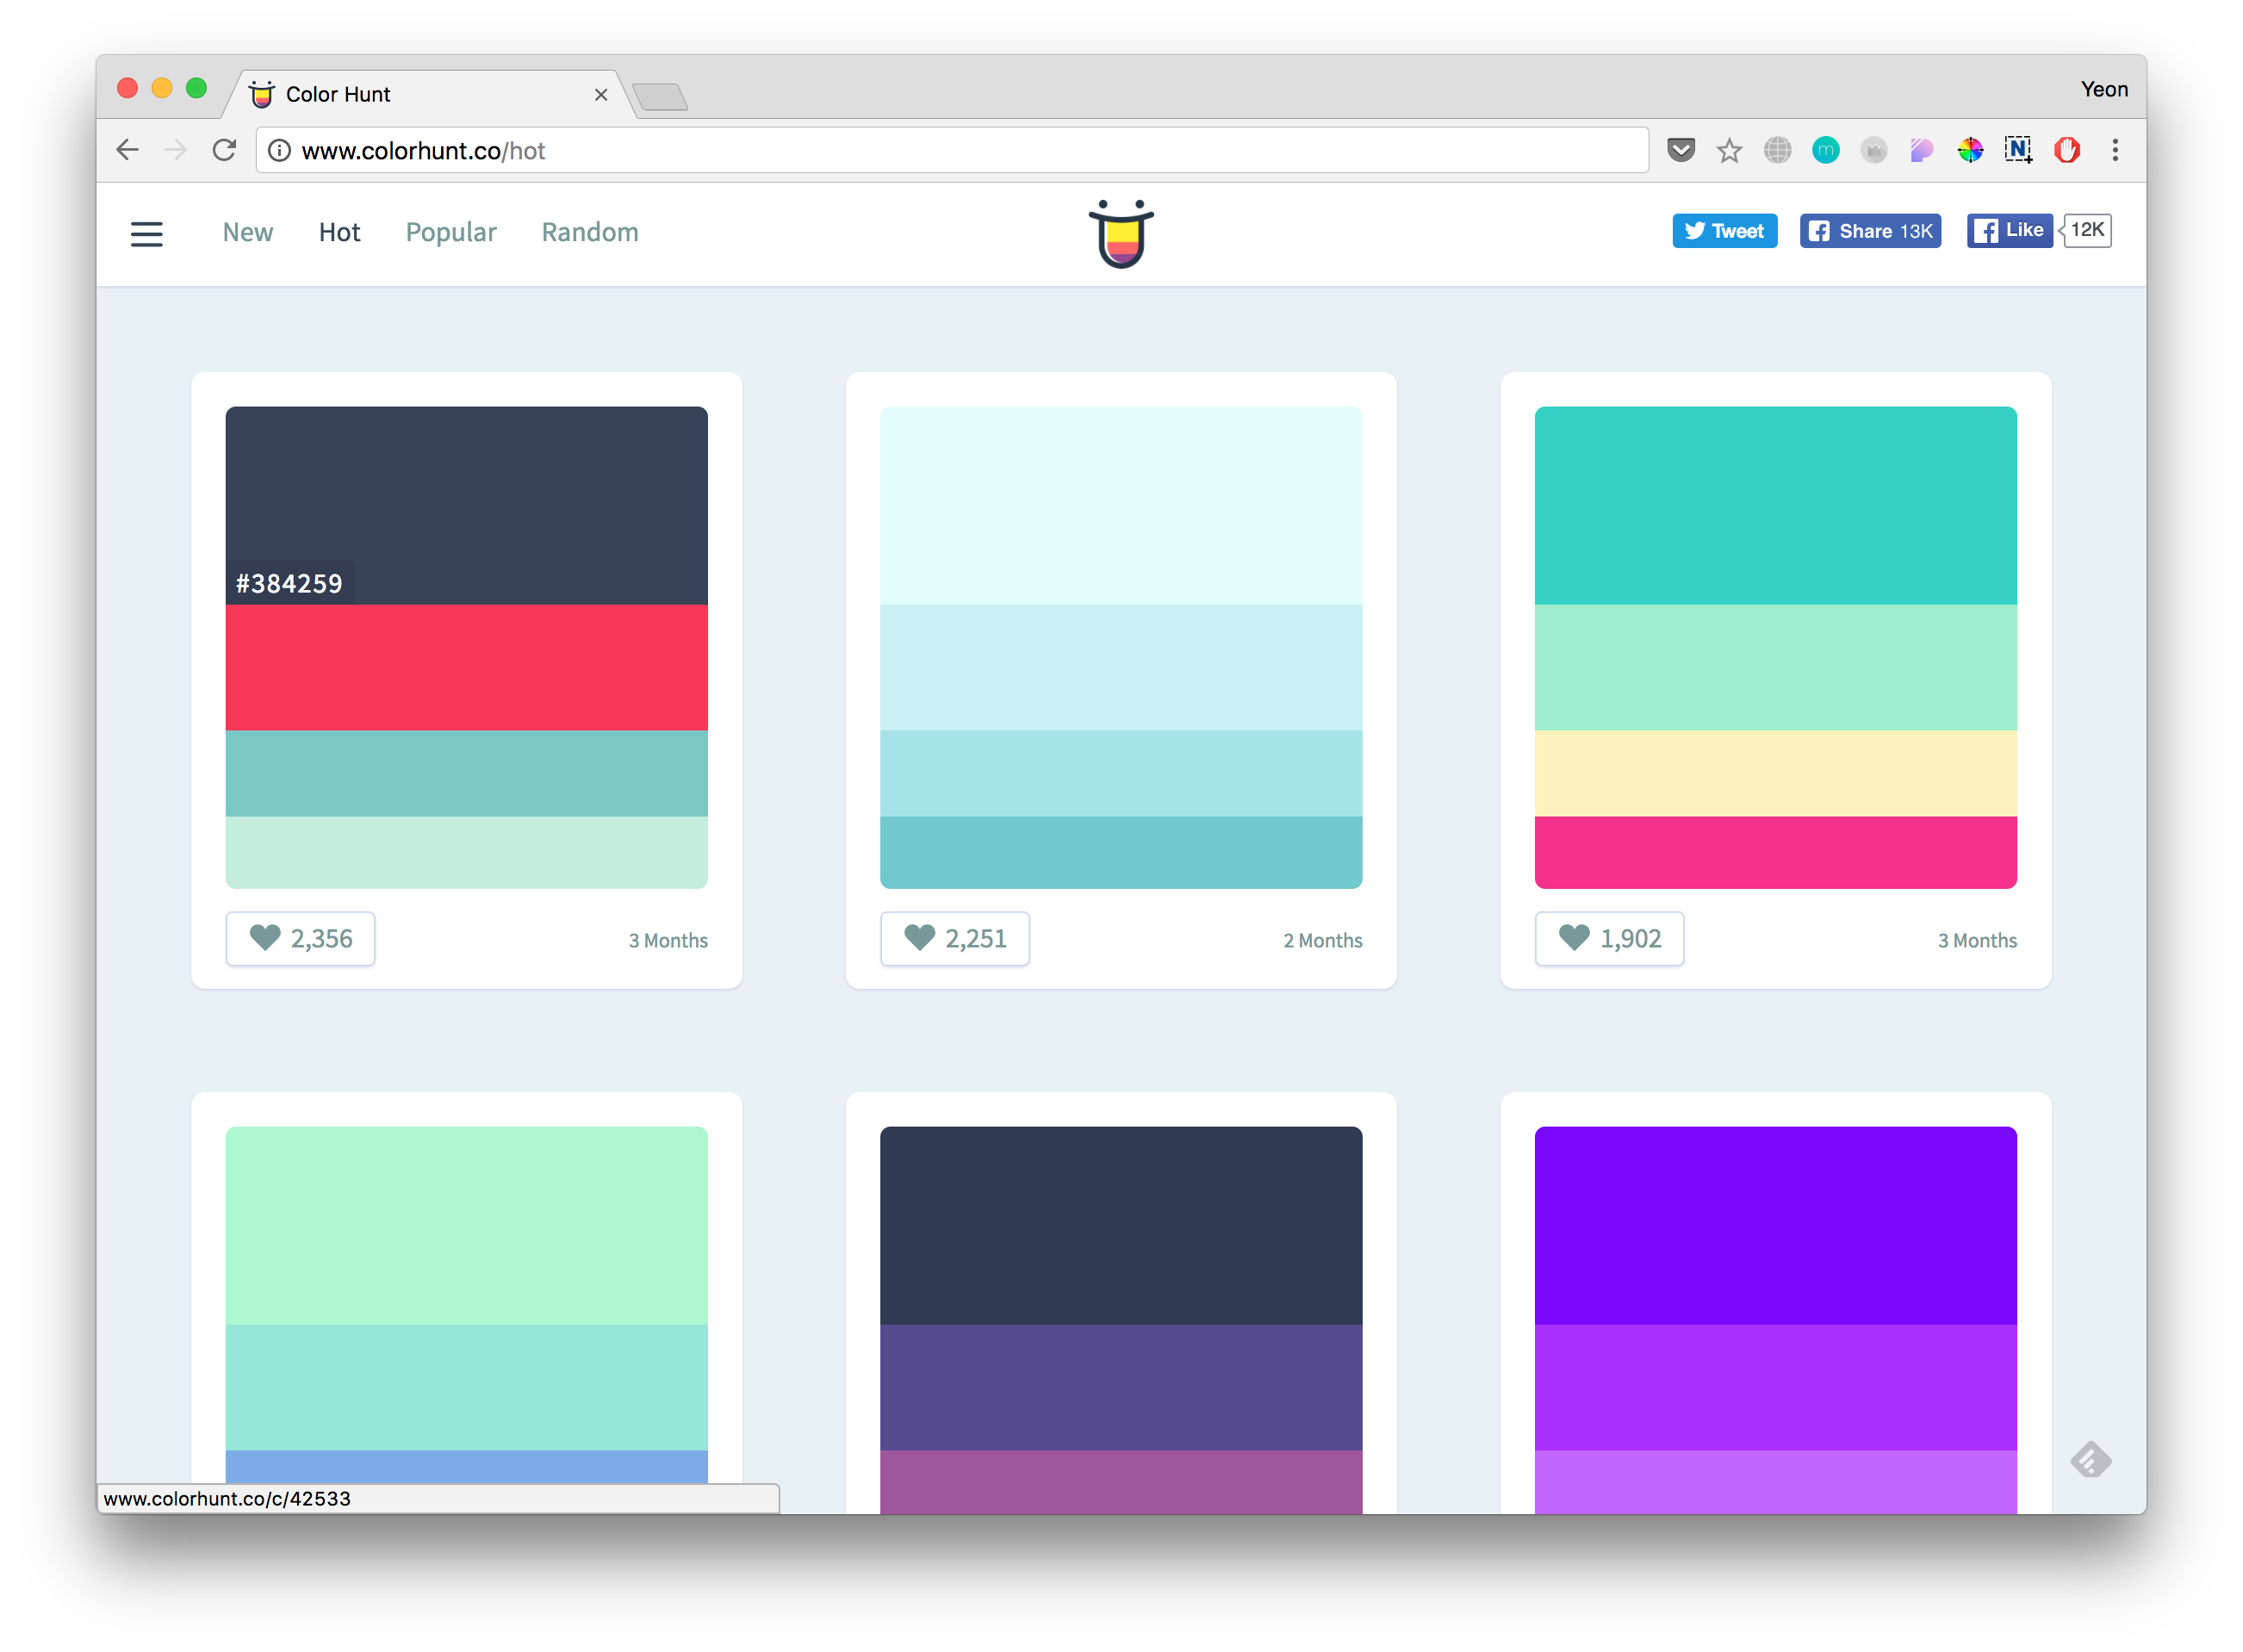 Color Hunt
Yeon
www.colorhunt.co/hot
New Hot Popular Random
Tweet Share 13K Like 12K
#384259
2,356 3 Months
2,251 2 Months
1,902 3 Months
www.colorhunt.co/c/42533